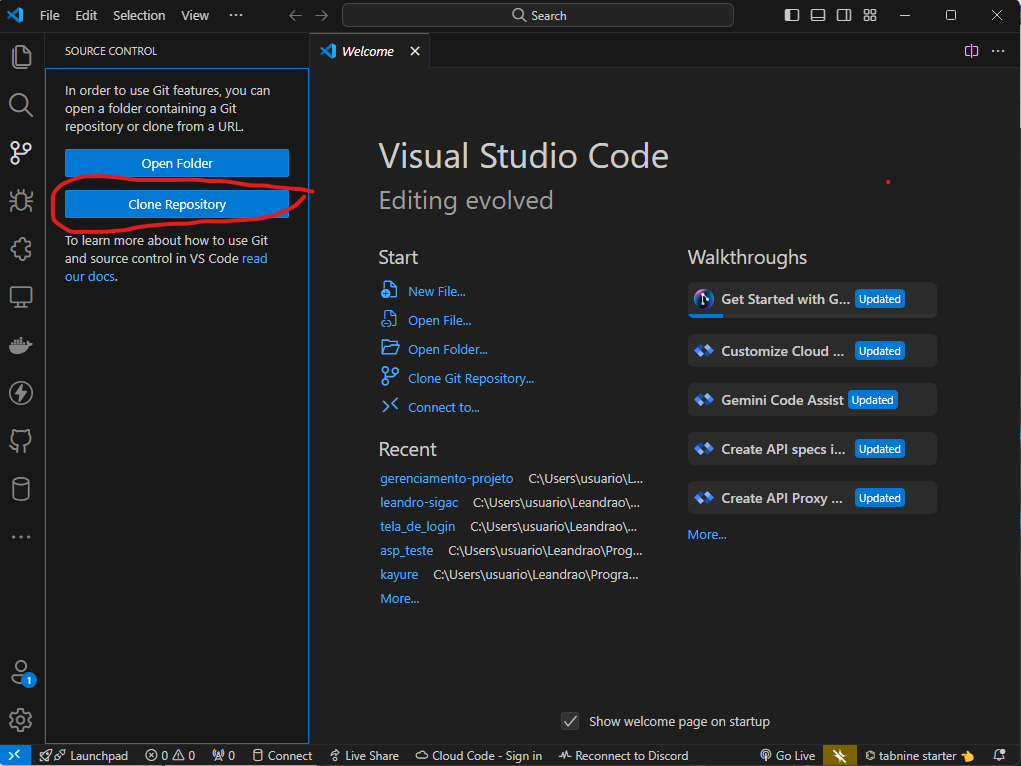 File Edit Selection View ··· Search
SOURCE CONTROL
Welcome
In order to use Git features, you can
open a folder containing a Git
repository or clone from a URL.
Open Folder
Clone Repository
To learn more about how to use Git
and source control in VS Code read
our docs.
Visual Studio Code
Editing evolved
Start
New File...
Open File...
Open Folder...
Clone Git Repository...
Connect to...
Recent
gerenciamento-projeto C:\Users\usuario\L...
leandro-sigac C:\Users\usuario\Leandrao\...
tela_de_login C:\Users\usuario\Leandrao\...
asp_teste C:\Users\usuario\Leandrao\Prog...
kayure C:\Users\usuario\Leandrao\Progra...
More...
Walkthroughs
Get Started with G... Updated
Customize Cloud ... Updated
Gemini Code Assist Updated
Create API specs i... Updated
Create API Proxy ... Updated
More...
Show welcome page on startup
1
Launchpad 0 0 0 Connect Live Share Cloud Code - Sign in Reconnect to Discord Go Live tabnine starter